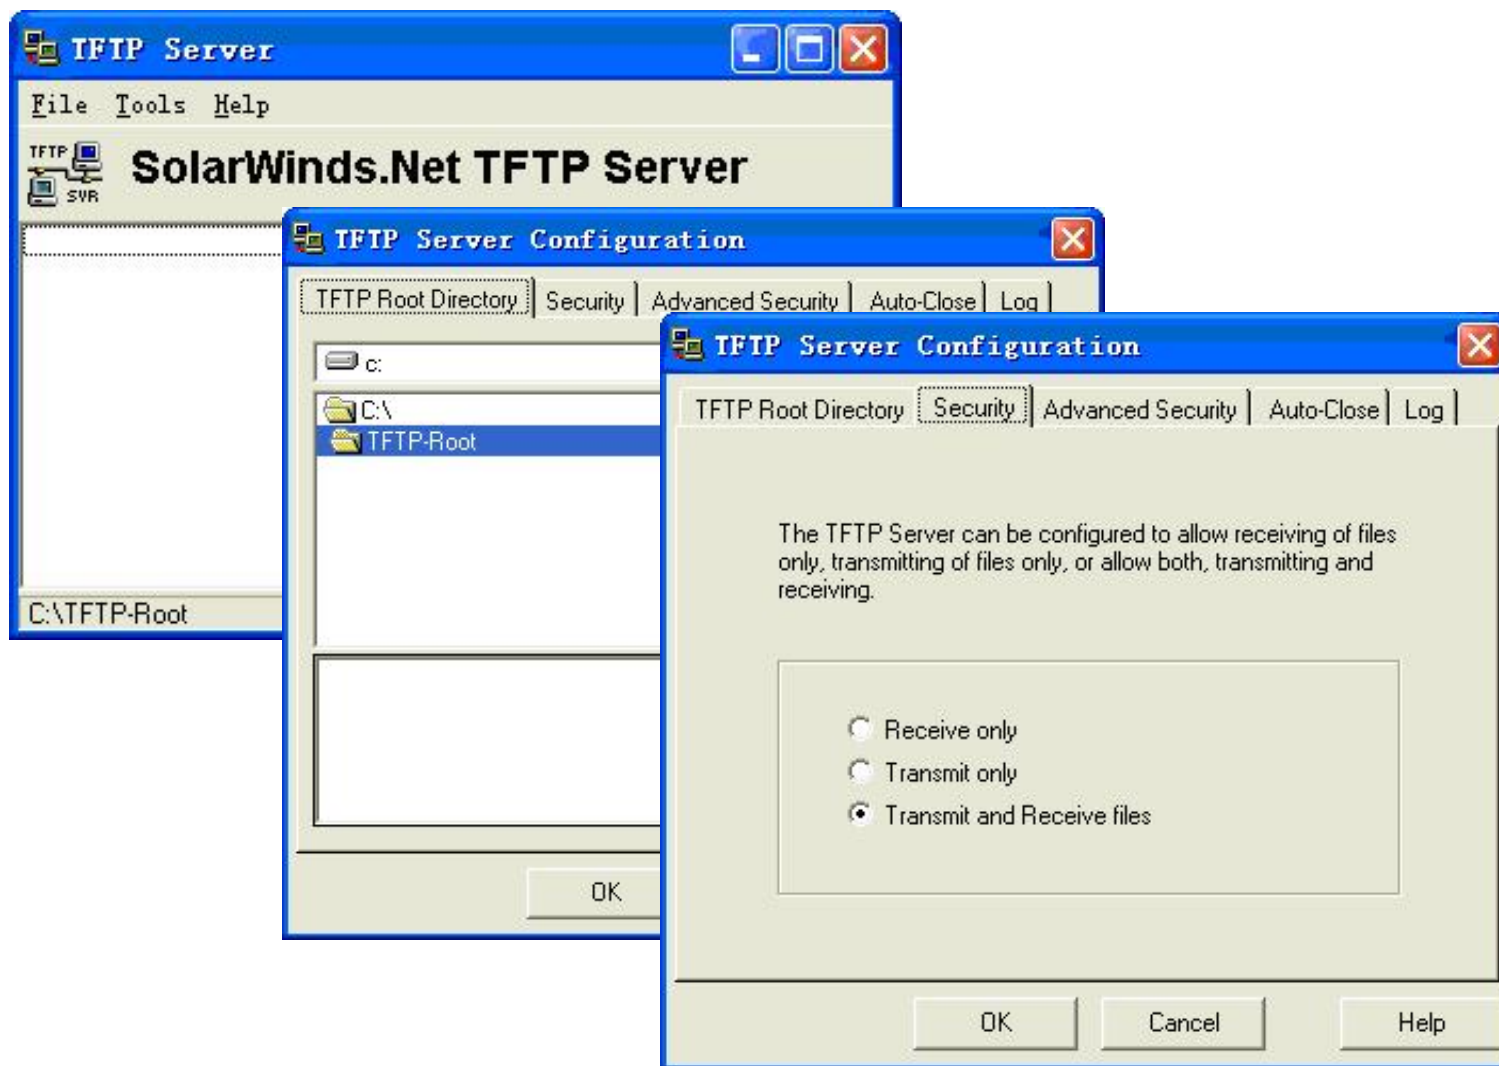 TFTP Server
File Tools Help
TFTP
SVR
SolarWinds.Net TFTP Server
C:\TFTP-Root
TFTP Server Configuration
TFTP Root Directory Security Advanced Security Auto-Close Log
c:
C:\
TFTP-Root
OK
TFTP Server Configuration
TFTP Root Directory Security Advanced Security Auto-Close Log
The TFTP Server can be configured to allow receiving of files
only, transmitting of files only, or allow both, transmitting and
receiving.
Receive only
Transmit only
Transmit and Receive files
OK Cancel Help